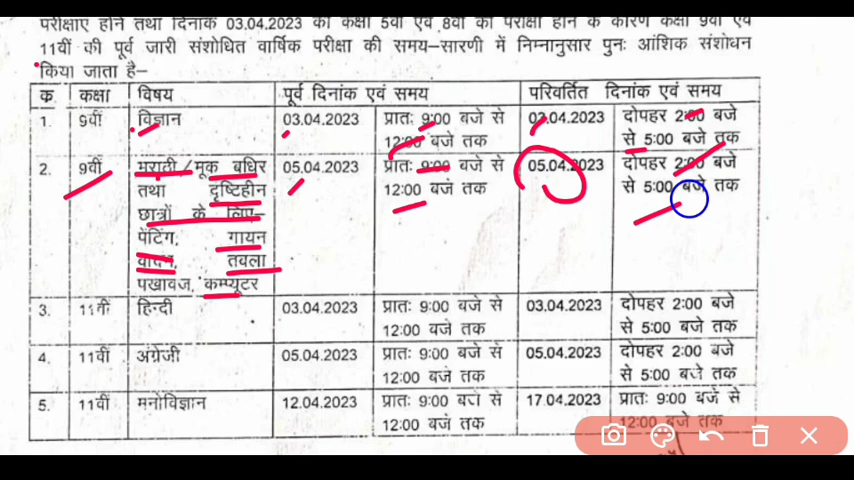 परीक्षाएं होने तथा दिनांक 03.04.2023 को कक्षा 5वीं एवं 8वीं की परीक्षा होने के कारण कक्षा 9वीं एवं
11वीं की पूर्व जारी संशोधित वार्षिक परीक्षा की समय–सारणी में निम्नानुसार पुनः आंशिक संशोधन
किया जाता है–
क कक्षा विषय पूर्व दिनांक एवं समय परिवर्तित दिनांक एवं समय
1. 9वीं विज्ञान 03.04.2023 प्रातः 9:00 बजे से 03.04.2023 दोपहर 2:00 बजे
12:00 बजे तक से 5:00 बजे तक
2. 9वीं मराठी/मूक बधिर 05.04.2023 प्रातः 9:00 बजे से 05.04.2023 दोपहर 2:00 बजे
तथा दृष्टिहीन 12:00 बजे तक से 5:00 बजे तक
छात्रों के लिए–
पेंटिंग, गायन
वादन, तबला
पखावज, कम्प्यूटर
3. 11वीं हिन्दी 03.04.2023 प्रातः 9:00 बजे से 03.04.2023 दोपहर 2:00 बजे
12:00 बजे तक से 5:00 बजे तक
4. 11वीं अंग्रेजी 05.04.2023 प्रातः 9:00 बजे से 05.04.2023 दोपहर 2:00 बजे
12:00 बजे तक से 5:00 बजे तक
5. 11वीं मनोविज्ञान 12.04.2023 प्रातः 9:00 बजे से 17.04.2023 प्रातः 9:00 बजे से
12:00 बजे तक 12:00 बजे तक